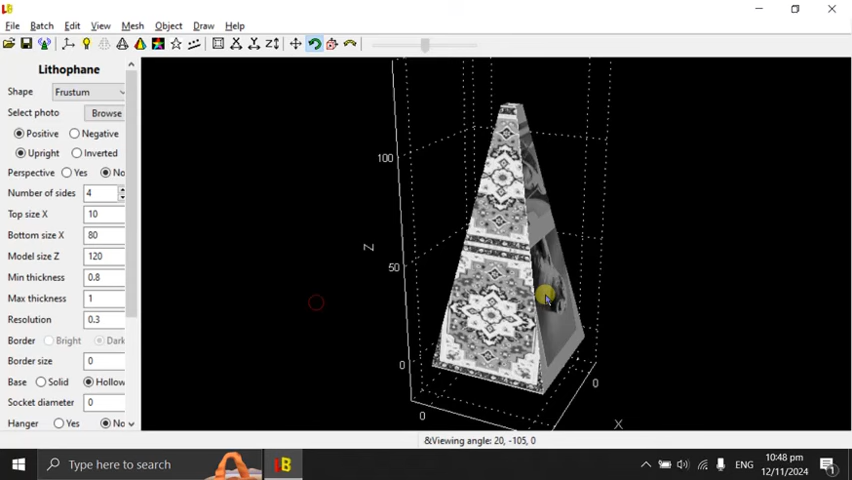 File Batch Edit View Mesh Object Draw Help
Lithophane
Shape Frustum
Select photo Browse
Positive Negative
Upright Inverted
Perspective Yes No
Number of sides 4
Top size X 10
Bottom size X 80
Model size Z 120
Min thickness 0.8
Max thickness 1
Resolution 0.3
Border Bright Dark
Border size 0
Base Solid Hollow
Socket diameter 0
Hanger Yes No
100
Z
50
0
0
0
X
&Viewing angle: 20, -105, 0
Type here to search
ENG
10:48 pm
12/11/2024
1